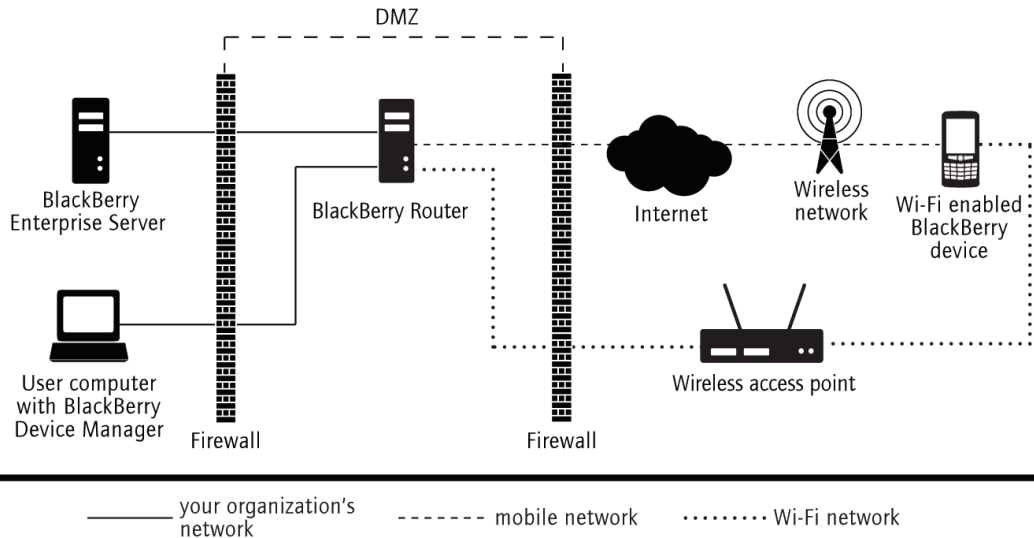 DMZ
BlackBerry
Enterprise Server
BlackBerry Router
Internet
Wireless
network
Wi-Fi enabled
BlackBerry
device
User computer
with BlackBerry
Device Manager
Firewall
Firewall
Wireless access point
your organization's
network
mobile network
Wi-Fi network